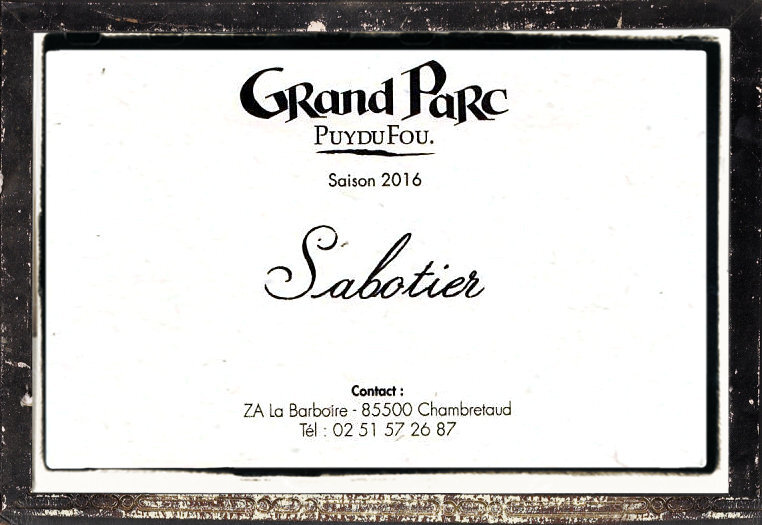 Grand Parc
PUYDUFOU.
Saison 2016
Sabotier
Contact :
ZA La Barboire - 85500 Chambretaud
Tél : 02 51 57 26 87